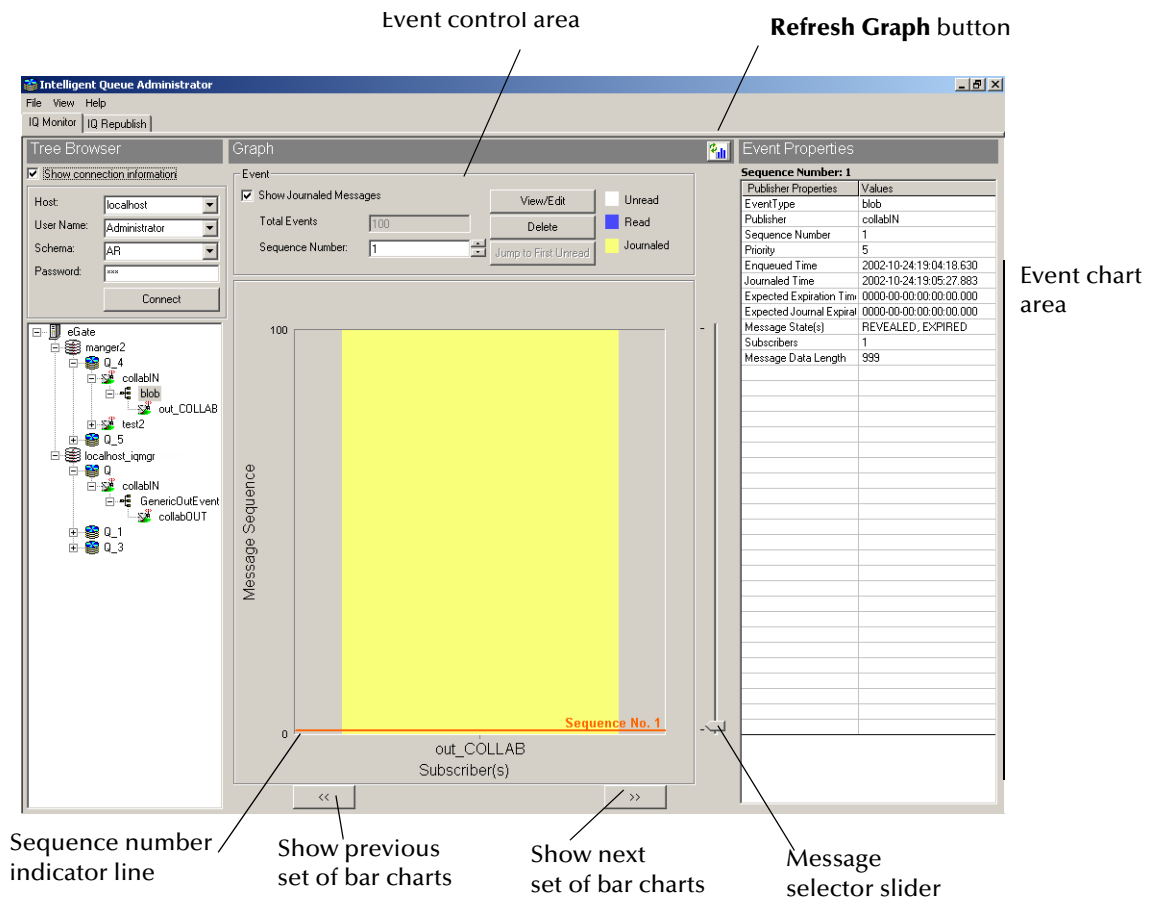 Event control area
Refresh Graph button
Intelligent Queue Administrator
File View Help
IQ Monitor IQ Republish
Tree Browser
Show connection information
Host: localhost
User Name: Administrator
Schema: AR
Password: ***
Connect
eGate
manger2
Q_4
collabIN
blob
out_COLLAB
test2
Q_5
localhost_iqmgr
Q
collabIN
GenericOutEvent
collabOUT
Q_1
Q_3
Graph
Event
Show Journaled Messages
Total Events 100
Sequence Number: 1
View/Edit
Delete
Jump to First Unread
Unread
Read
Journaled
100
Message Sequence
0
Sequence No. 1
out_COLLAB
Subscriber(s)
<<
>>
Event Properties
Sequence Number: 1
Publisher Properties Values
EventType blob
Publisher collabIN
Sequence Number 1
Priority 5
Enqueued Time 2002-10-24:19:04:18.630
Journaled Time 2002-10-24:19:05:27.883
Expected Expiration Tim 0000-00-00:00:00:00.000
Expected Journal Expirat 0000-00-00:00:00:00.000
Message State(s) REVEALED, EXPIRED
Subscribers 1
Message Data Length 999
Event chart
area
Sequence number
indicator line
Show previous
set of bar charts
Show next
set of bar charts
Message
selector slider